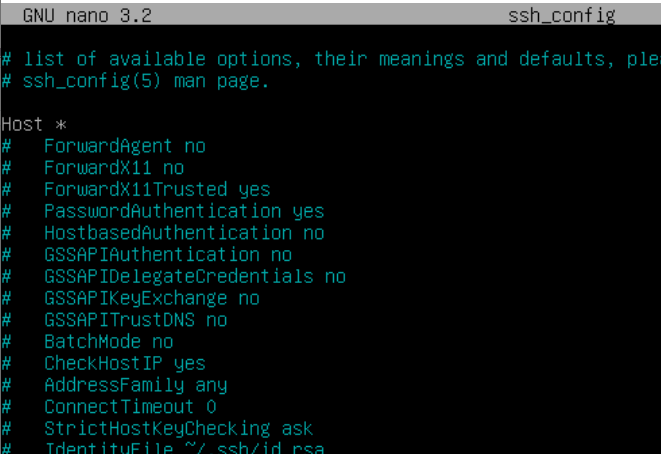 GNU nano 3.2 ssh_config
# list of available options, their meanings and defaults, plea
# ssh_config(5) man page.
Host *
# ForwardAgent no
# ForwardX11 no
# ForwardX11Trusted yes
# PasswordAuthentication yes
# HostbasedAuthentication no
# GSSAPIAuthentication no
# GSSAPIDelegateCredentials no
# GSSAPIKeyExchange no
# GSSAPITrustDNS no
# BatchMode no
# CheckHostIP yes
# AddressFamily any
# ConnectTimeout 0
# StrictHostKeyChecking ask
# IdentityFile ~/.ssh/id_rsa